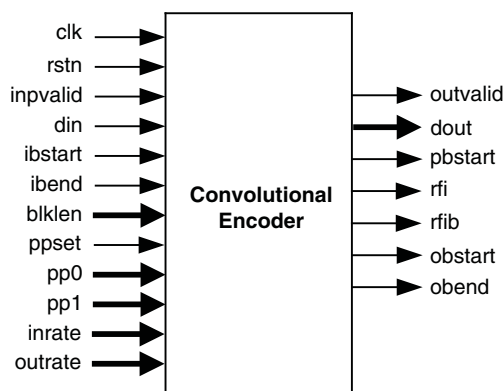 clk
rstn
inpvalid
din
ibstart
ibend
blklen
ppset
pp0
pp1
inrate
outrate
Convolutional
Encoder
outvalid
dout
pbstart
rfi
rfib
obstart
obend